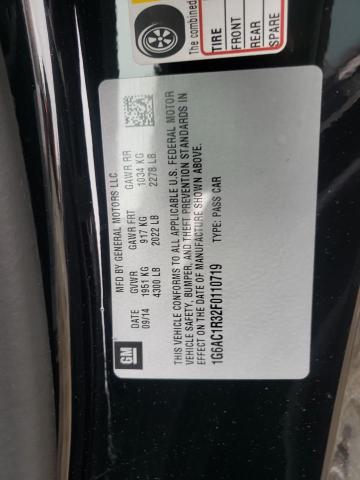 The combined
TIRE
FRONT
REAR
SPARE
MFD BY GENERAL MOTORS LLC
DATE GVWR GAWR FRT GAWR RR
09/14 1951 KG 917 KG 1034 KG
4300 LB 2022 LB 2278 LB
GM
THIS VEHICLE CONFORMS TO ALL APPLICABLE U.S. FEDERAL MOTOR
VEHICLE SAFETY, BUMPER, AND THEFT PREVENTION STANDARDS IN
EFFECT ON THE DATE OF MANUFACTURE SHOWN ABOVE.
1G6AC1R32F0110719 TYPE: PASS CAR